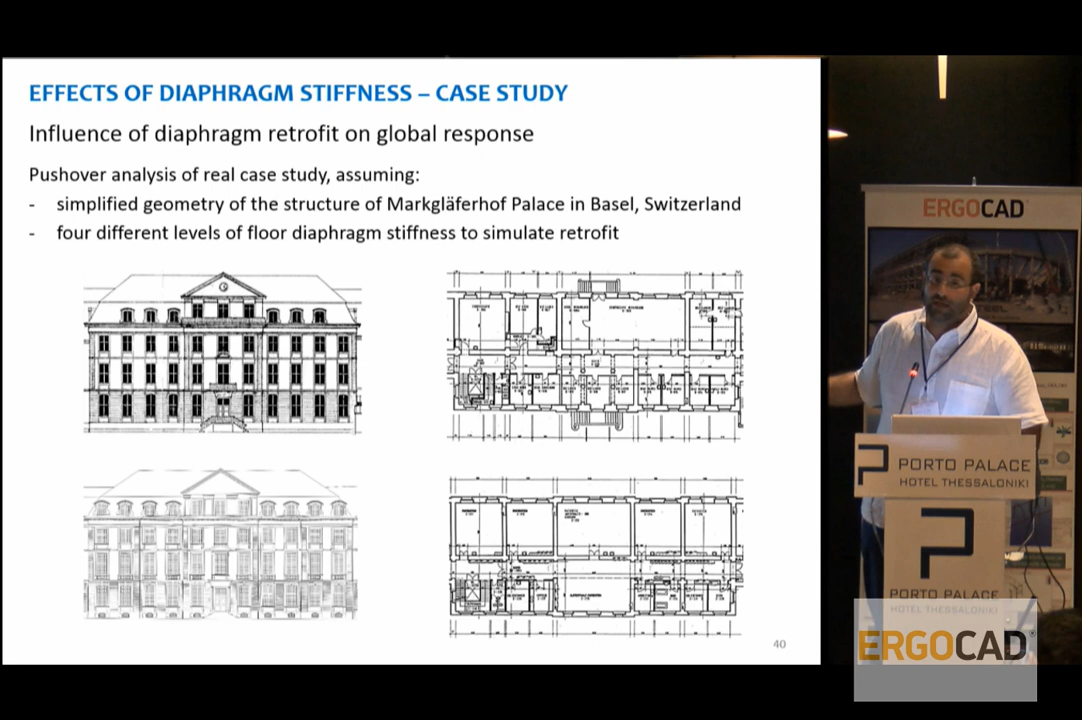 EFFECTS OF DIAPHRAGM STIFFNESS – CASE STUDY
Influence of diaphragm retrofit on global response
Pushover analysis of real case study, assuming:
- simplified geometry of the structure of Markgläferhof Palace in Basel, Switzerland
- four different levels of floor diaphragm stiffness to simulate retrofit
40
ERGOCAD
PORTO PALACE
HOTEL THESSALONIKI
PORTO PALACE
HOTEL THESSALONIKI
ERGOCAD